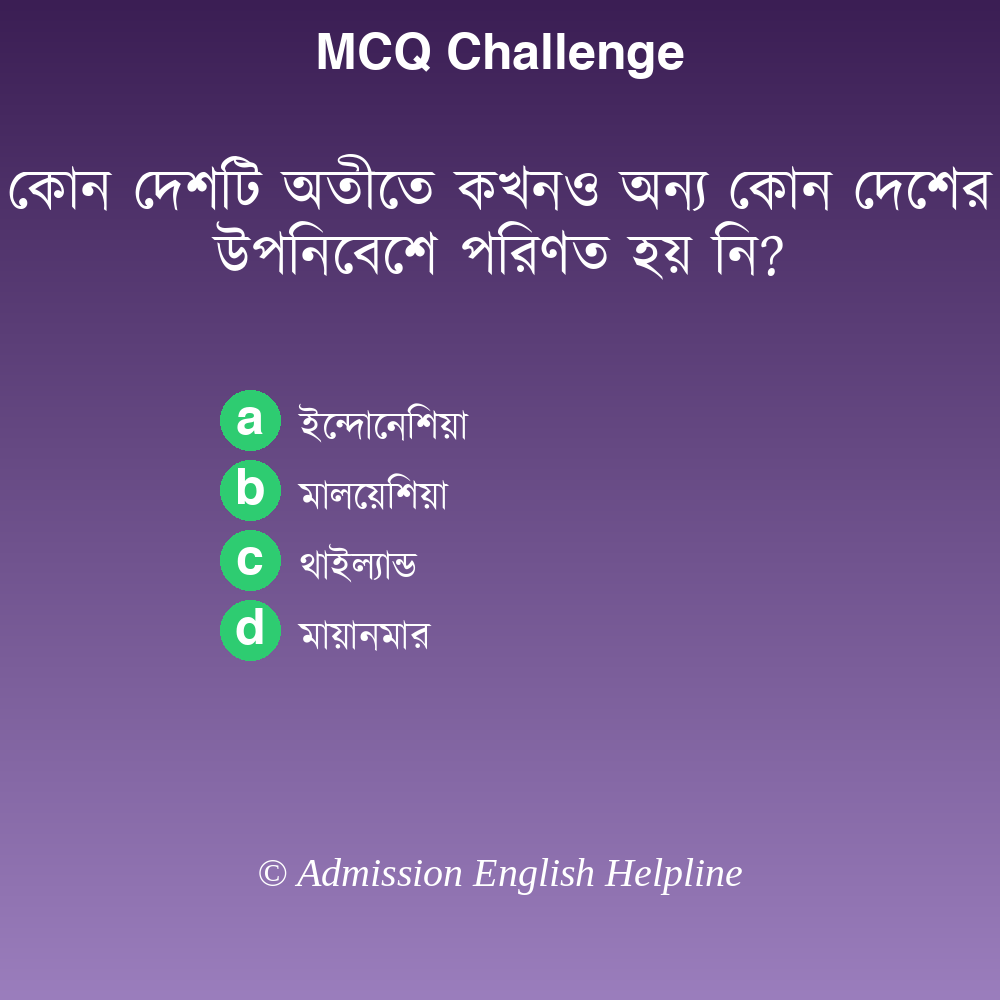 MCQ Challenge
কোন দেশটি অতীতে কখনও অন্য কোন দেশের
উপনিবেশে পরিণত হয় নি?
a ইন্দোনেশিয়া
b মালয়েশিয়া
c থাইল্যান্ড
d মায়ানমার
© Admission English Helpline